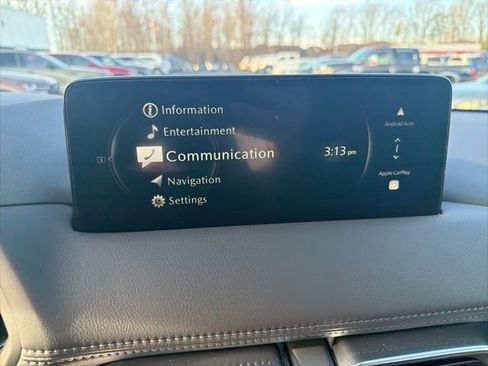 Information
Entertainment
Communication
3:13 pm
Navigation
Settings
Android Auto
Apple CarPlay